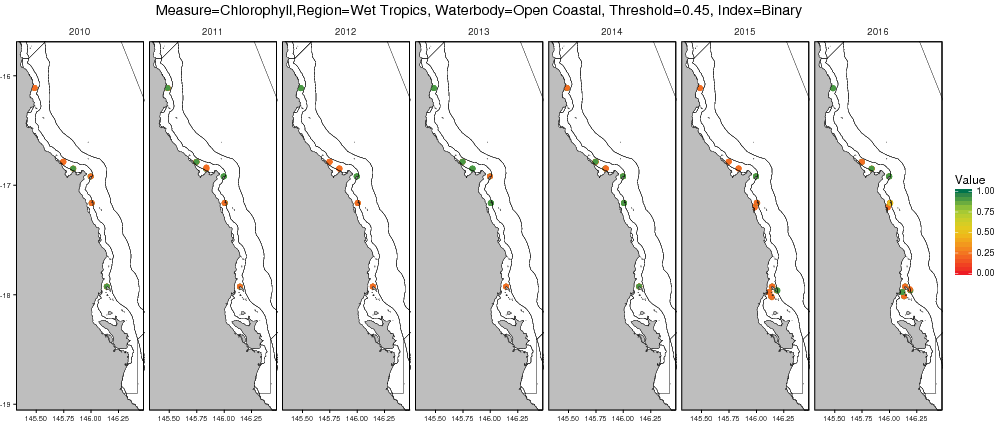 Measure=Chlorophyll,Region=Wet Tropics, Waterbody=Open Coastal, Threshold=0.45, Index=Binary
2010 2011 2012 2013 2014 2015 2016
-16
-17
-18
-19
145.50 145.75 146.00 146.25 145.50 145.75 146.00 146.25 145.50 145.75 146.00 146.25 145.50 145.75 146.00 146.25 145.50 145.75 146.00 146.25 145.50 145.75 146.00 146.25 145.50 145.75 146.00 146.25
Value
1.00
0.75
0.50
0.25
0.00